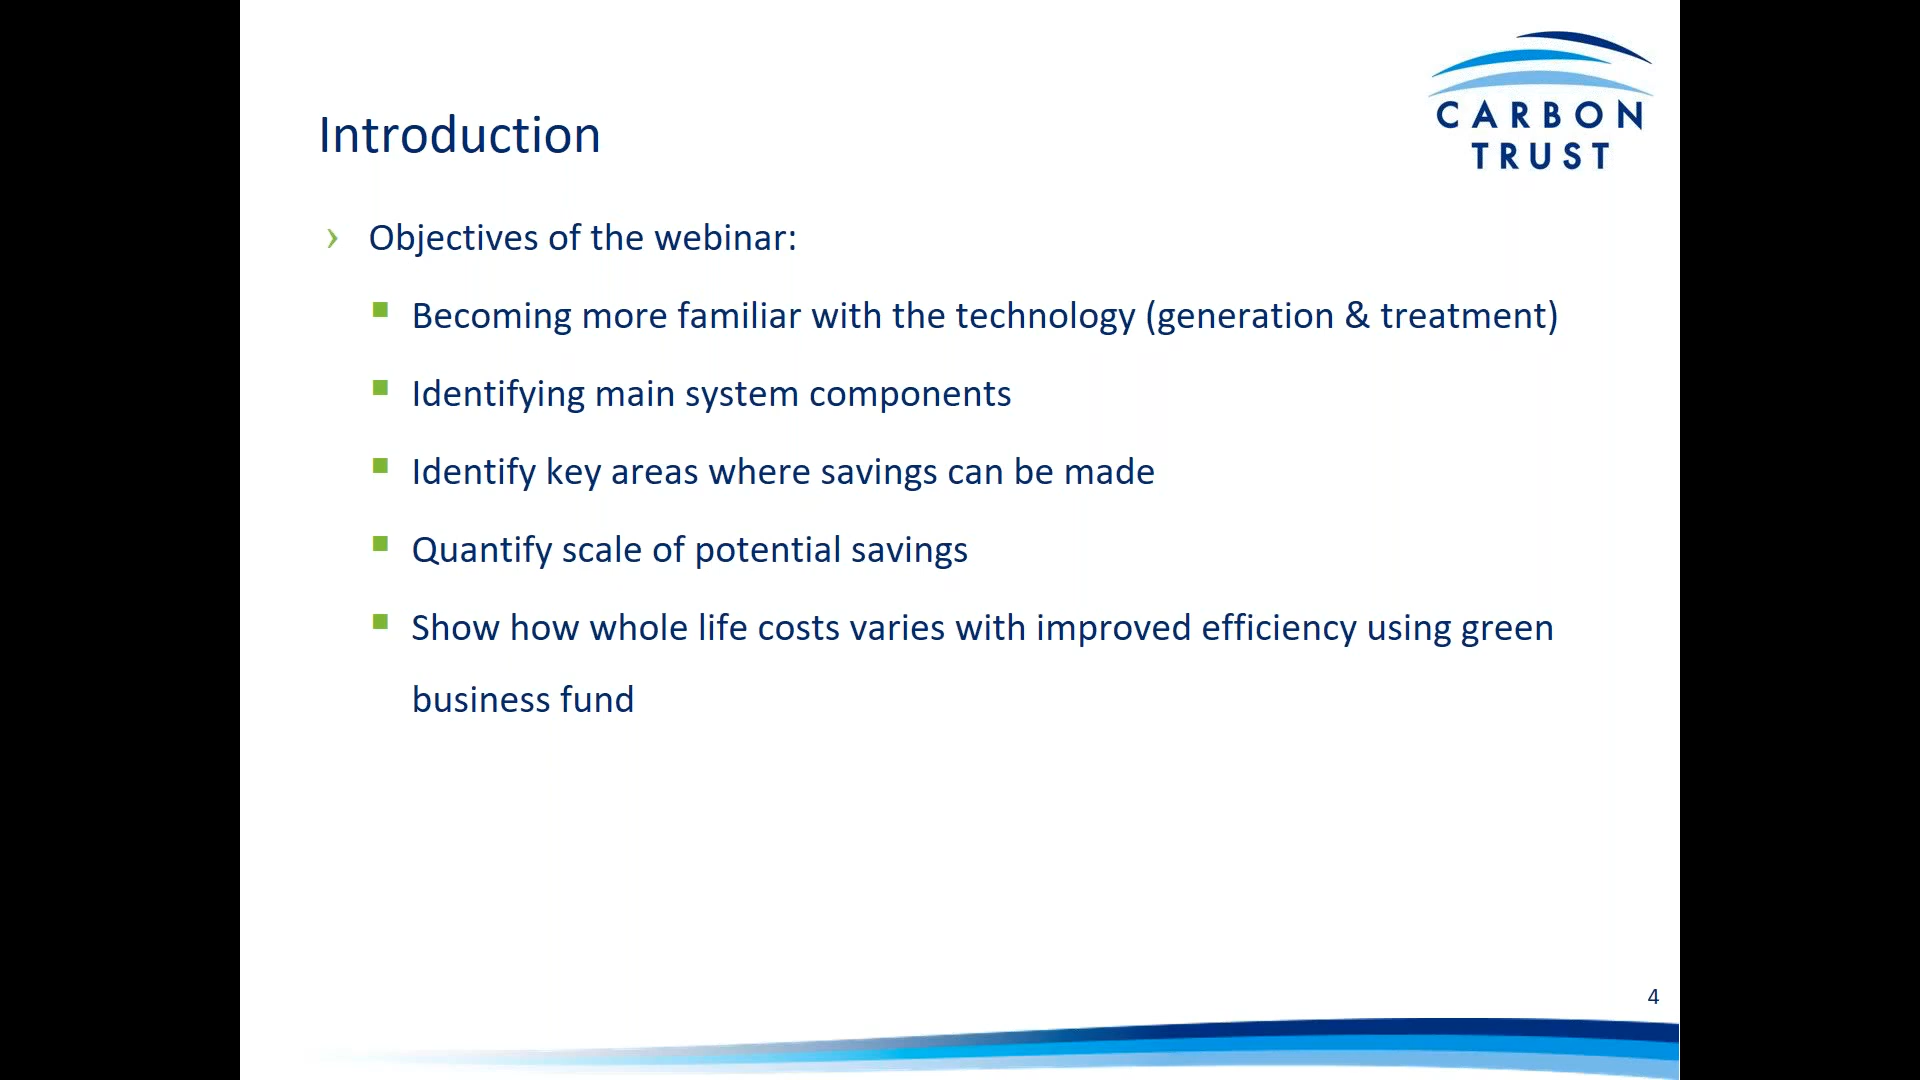 CARBON
TRUST
Introduction
› Objectives of the webinar:
▪ Becoming more familiar with the technology (generation & treatment)
▪ Identifying main system components
▪ Identify key areas where savings can be made
▪ Quantify scale of potential savings
▪ Show how whole life costs varies with improved efficiency using green
business fund
4